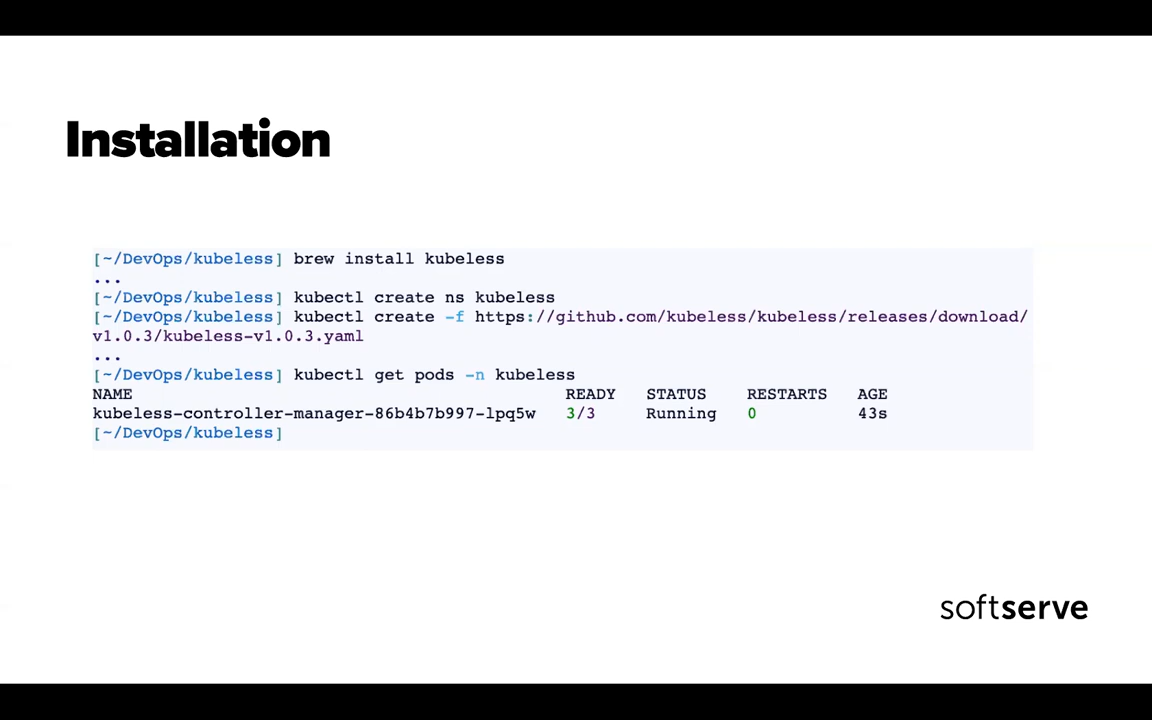 Installation
[~/DevOps/kubeless] brew install kubeless
...
[~/DevOps/kubeless] kubectl create ns kubeless
[~/DevOps/kubeless] kubectl create -f https://github.com/kubeless/kubeless/releases/download/
v1.0.3/kubeless-v1.0.3.yaml
...
[~/DevOps/kubeless] kubectl get pods -n kubeless
NAME READY STATUS RESTARTS AGE
kubeless-controller-manager-86b4b7b997-lpq5w 3/3 Running 0 43s
[~/DevOps/kubeless]
softserve